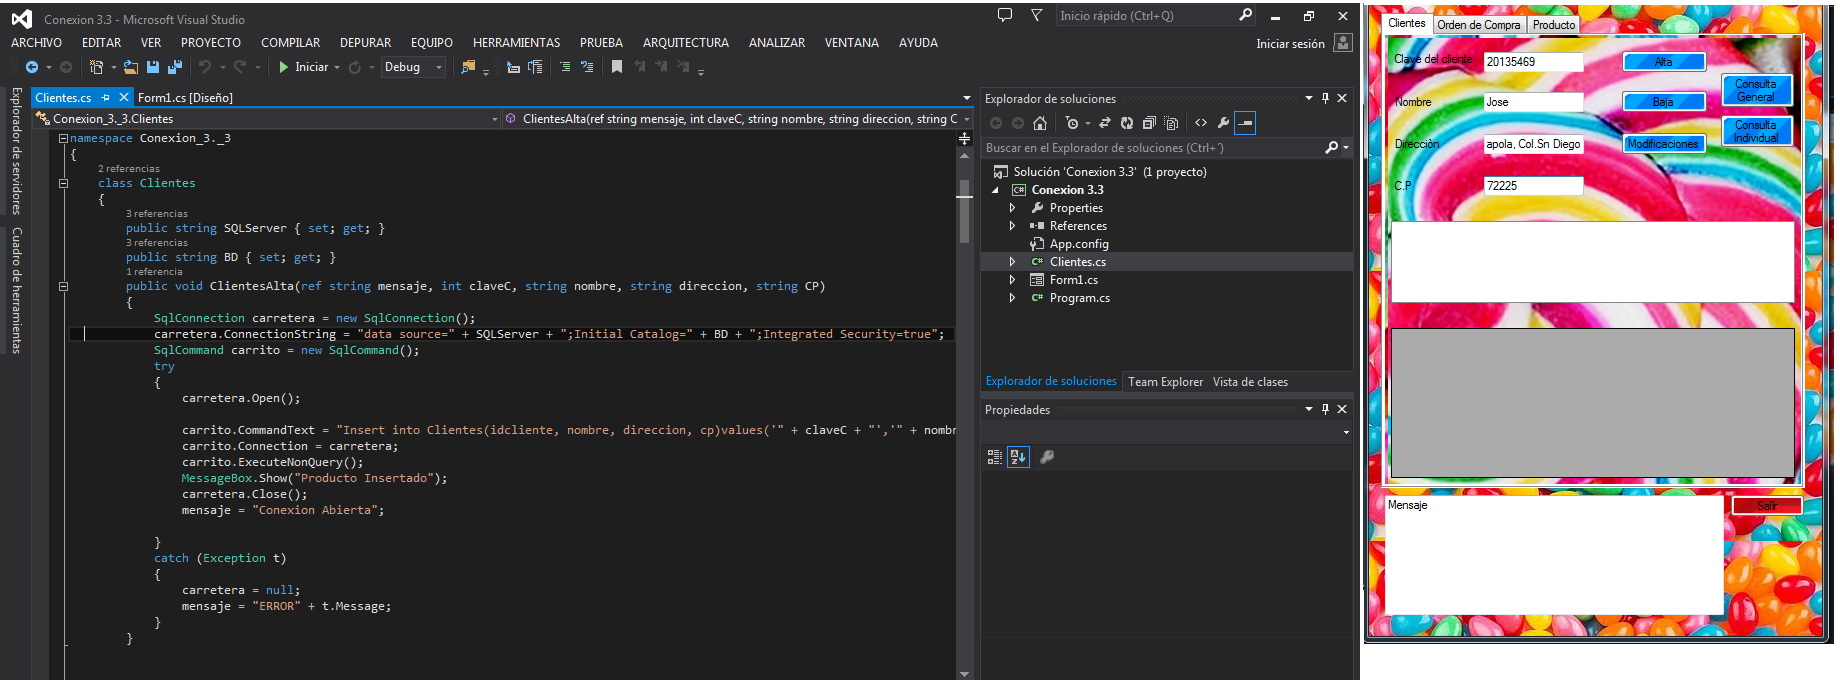 Conexion 3.3 - Microsoft Visual Studio
Inicio rápido (Ctrl+Q)
ARCHIVO EDITAR VER PROYECTO COMPILAR DEPURAR EQUIPO HERRAMIENTAS PRUEBA ARQUITECTURA ANALIZAR VENTANA AYUDA
Iniciar sesión
Iniciar Debug
Explorador de servidores
Cuadro de herramientas
Clientes.cs Form1.cs [Diseño]
Conexion_3._3.Clientes
ClientesAlta(ref string mensaje, int claveC, string nombre, string direccion, string C
namespace Conexion_3._3
{
2 referencias
class Clientes
{
3 referencias
public string SQLServer { set; get; }
3 referencias
public string BD { set; get; }
1 referencia
public void ClientesAlta(ref string mensaje, int claveC, string nombre, string direccion, string CP)
{
SqlConnection carretera = new SqlConnection();
carretera.ConnectionString = "data source=" + SQLServer + ";Initial Catalog=" + BD + ";Integrated Security=true";
SqlCommand carrito = new SqlCommand();
try
{
carretera.Open();
carrito.CommandText = "Insert into Clientes(idcliente, nombre, direccion, cp)values('" + claveC + "','" + nombr
carrito.Connection = carretera;
carrito.ExecuteNonQuery();
MessageBox.Show("Producto Insertado");
carretera.Close();
mensaje = "Conexion Abierta";
}
catch (Exception t)
{
carretera = null;
mensaje = "ERROR" + t.Message;
}
}
Explorador de soluciones
Buscar en el Explorador de soluciones (Ctrl+´)
Solución 'Conexion 3.3' (1 proyecto)
C# Conexion 3.3
Properties
References
App.config
C# Clientes.cs
Form1.cs
C# Program.cs
Explorador de soluciones Team Explorer Vista de clases
Propiedades
Clientes Orden de Compra Producto
Clave del cliente 20135469 Alta
Consulta General
Nombre Jose Baja
Consulta Individual
Dirección apola, Col.Sn Diego Modificaciones
C.P 72225
Mensaje
Salir